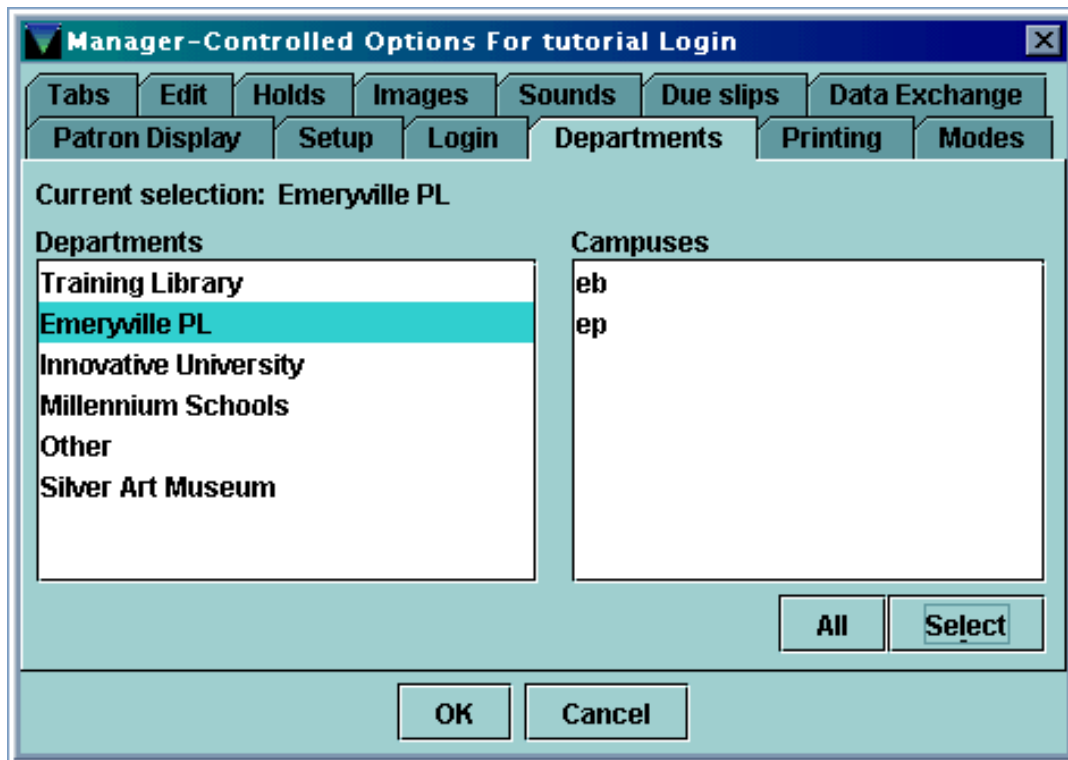 Manager-Controlled Options For tutorial Login
Tabs Edit Holds Images Sounds Due slips Data Exchange
Patron Display Setup Login Departments Printing Modes
Current selection: Emeryville PL
Departments Campuses
Training Library eb
Emeryville PL ep
Innovative University
Millennium Schools
Other
Silver Art Museum
All Select
OK Cancel